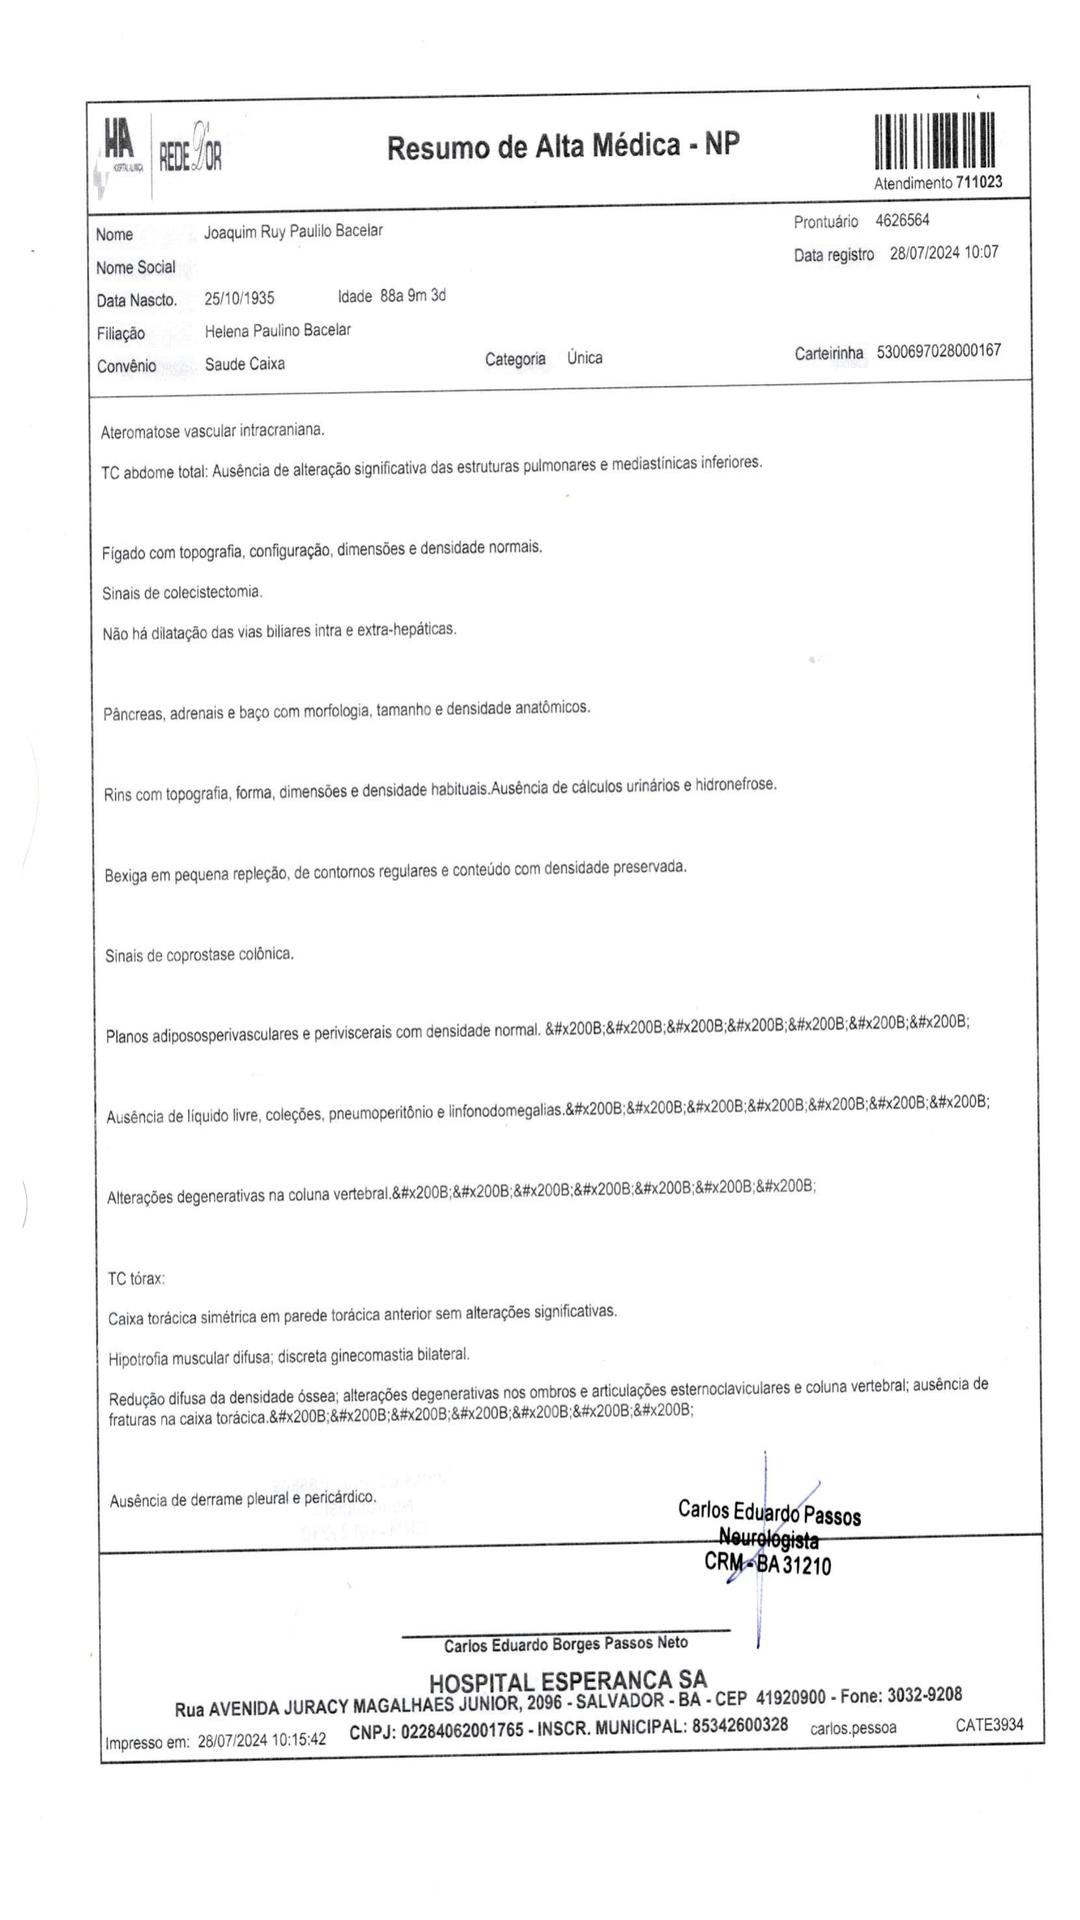 HA
HOSPITAL ALIANÇA
REDE D'OR
Resumo de Alta Médica - NP
Atendimento 711023
Nome Joaquim Ruy Paulilo Bacelar
Prontuário 4626564
Nome Social
Data registro 28/07/2024 10:07
Data Nascto. 25/10/1935 Idade 88a 9m 3d
Filiação Helena Paulino Bacelar
Convênio Saude Caixa Categoria Única Carteirinha 5300697028000167
Ateromatose vascular intracraniana.
TC abdome total: Ausência de alteração significativa das estruturas pulmonares e mediastínicas inferiores.
Fígado com topografia, configuração, dimensões e densidade normais.
Sinais de colecistectomia.
Não há dilatação das vias biliares intra e extra-hepáticas.
Pâncreas, adrenais e baço com morfologia, tamanho e densidade anatômicos.
Rins com topografia, forma, dimensões e densidade habituais.Ausência de cálculos urinários e hidronefrose.
Bexiga em pequena repleção, de contornos regulares e conteúdo com densidade preservada.
Sinais de coprostase colônica.
Planos adipososperivasculares e periviscerais com densidade normal. &#x200B;&#x200B;&#x200B;&#x200B;&#x200B;&#x200B;&#x200B;
Ausência de líquido livre, coleções, pneumoperitônio e linfonodomegalias.&#x200B;&#x200B;&#x200B;&#x200B;&#x200B;&#x200B;&#x200B;
Alterações degenerativas na coluna vertebral.&#x200B;&#x200B;&#x200B;&#x200B;&#x200B;&#x200B;&#x200B;
TC tórax:
Caixa torácica simétrica em parede torácica anterior sem alterações significativas.
Hipotrofia muscular difusa; discreta ginecomastia bilateral.
Redução difusa da densidade óssea; alterações degenerativas nos ombros e articulações esternoclaviculares e coluna vertebral; ausência de
fraturas na caixa torácica.&#x200B;&#x200B;&#x200B;&#x200B;&#x200B;&#x200B;&#x200B;
Ausência de derrame pleural e pericárdico.
Carlos Eduardo Passos
Neurologista
CRM-BA 31210
Carlos Eduardo Borges Passos Neto
HOSPITAL ESPERANCA SA
Rua AVENIDA JURACY MAGALHAES JUNIOR, 2096 - SALVADOR - BA - CEP 41920900 - Fone: 3032-9208
Impresso em: 28/07/2024 10:15:42 CNPJ: 02284062001765 - INSCR. MUNICIPAL: 85342600328 carlos.pessoa CATE3934